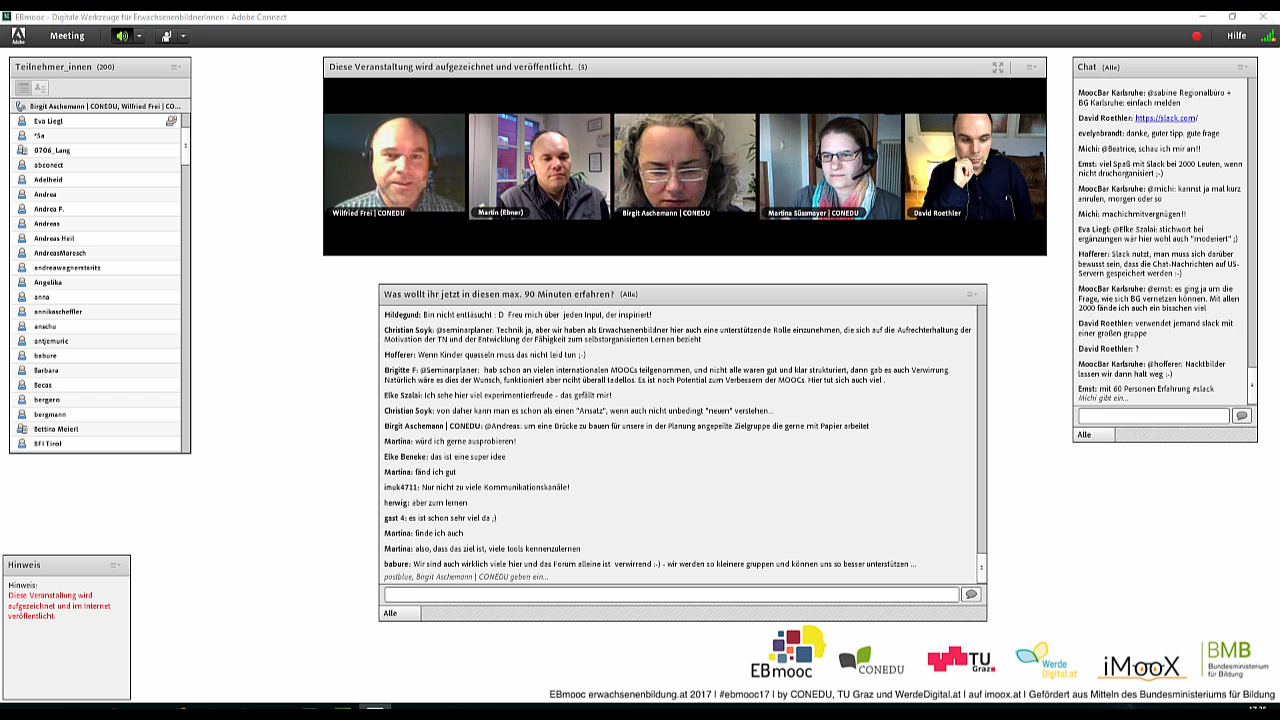 EBmooc - Digitale Werkzeuge für ErwachsenenbildnerInnen - Adobe Connect
Adobe
Meeting
Hilfe
Teilnehmer_innen (200)
Birgit Aschemann | CONEDU, Wilfried Frei | CO...
Eva Liegl
*Sa
0706_Lang
abconect
Adelheid
Andrea
Andrea F.
Andreas
Andreas Heil
AndreasMaresch
andreawagnerstaritz
Angelika
anna
annikascheffler
anschu
antjemuric
babure
Barbara
Becas
bergero
bergmann
Bettina Meierl
BFI Tirol
Hinweis
Hinweis:
Diese Veranstaltung wird
aufgezeichnet und im Internet
veröffentlicht.
Diese Veranstaltung wird aufgezeichnet und veröffentlicht. (5)
Wilfried Frei | CONEDU
Martin (Ebner)
Birgit Aschemann | CONEDU
Martina Süssmayer | CONEDU
David Roethler
Was wollt ihr jetzt in diesen max. 90 Minuten erfahren? (Alle)
Hildegund: Bin nicht enttäuscht : D Freu mich über jeden Input, der inspiriert!
Christian Soyk: @seminarplaner: Technik ja, aber wir haben als Erwachsenenbildner hier auch eine unterstützende Rolle einzunehmen, die sich auf die Aufrechterhaltung der
Motivation der TN und der Entwicklung der Fähigkeit zum selbstorganisierten Lernen bezieht
Hofferer: Wenn Kinder quasseln muss das nicht leid tun ;-)
Brigitte F: @Seminarplaner: hab schon an vielen internationalen MOOCs teilgenommen, und nicht alle waren gut und klar strukturiert, dann gab es auch Verwirrung.
Natürlich wäre es dies der Wunsch, funktioniert aber nciht überall tadellos. Es ist noch Potential zum Verbessern der MOOCs. Hier tut sich auch viel .
Elke Szalai: Ich sehe hier viel experimentierfreude - das gefällt mir!
Christian Soyk: von daher kann man es schon als einen "Ansatz", wenn auch nicht unbedingt "neuen" verstehen...
Birgit Aschemann | CONEDU: @Andreas: um eine Brücke zu bauen für unsere in der Planung angepeilte Zielgruppe die gerne mit Papier arbeitet
Martina: würd ich gerne ausprobieren!
Elke Beneke: das ist eine super idee
Martina: fänd ich gut
imuk4711: Nur nicht zu viele Kommunikationskanäle!
herwig: aber zum lernen
gast 4: es ist schon sehr viel da ;)
Martina: finde ich auch
Martina: also, dass das ziel ist, viele tools kennenzulernen
babure: Wir sind auch wirklich viele hier und das Forum alleine ist verwirrend :-) - wir werden so kleinere gruppen und können uns so besser unterstützen ...
postblue, Birgit Aschemann | CONEDU geben ein...
Alle
Chat (Alle)
MoocBar Karlsruhe: @sabine Regionalbüro +
BG Karlsruhe: einfach melden
David Roethler: https://slack.com/
evelynbrandt: danke, guter tipp. gute frage
Michi: @Beatrice, schau ich mir an!!
Ernst: viel Spaß mit Slack bei 2000 Leuten, wenn
nicht druchorganisiert ;-)
MoocBar Karlsruhe: @michi: kannst ja mal kurz
anrufen, morgen oder so
Michi: machichmitvergnügen!!
Eva Liegl: @Elke Szalai: stichwort bei
ergänzungen wär hier wohl auch "moderiert" ;)
Hofferer: Slack nutzt, man muss sich darüber
bewusst sein, dass die Chat-Nachrichten auf US-
Servern gespeichert werden :-)
MoocBar Karlsruhe: @ernst: es ging ja um die
Frage, wie sich BG vernetzen können. Mit allen
2000 fände ich auch ein bisschen viel
David Roethler: verwendet jemand slack mit
einer großen gruppe
David Roethler: ?
MoocBar Karlsruhe: @hofferer: Nacktbilder
lassen wir dann halt weg :-)
Ernst: mit 60 Personen Erfahrung #slack
Michi gibt ein...
Alle
EBmooc
CONEDU
TU
Graz
Werde
Digital.at
iMooX
BMB
Bundesministerium
für Bildung
EBmooc erwachsenenbildung.at 2017 I #ebmooc17 I by CONEDU, TU Graz und WerdeDigital.at I auf imoox.at I Gefördert aus Mitteln des Bundesministeriums für Bildung